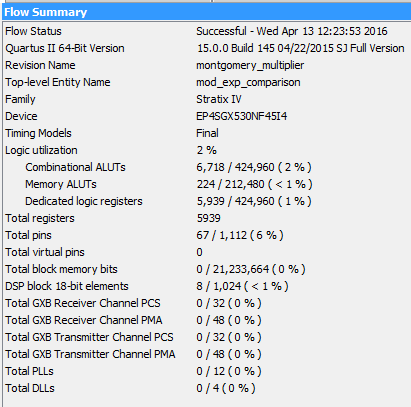 Flow Summary
Flow Status Successful - Wed Apr 13 12:23:53 2016
Quartus II 64-Bit Version 15.0.0 Build 145 04/22/2015 SJ Full Version
Revision Name montgomery_multiplier
Top-level Entity Name mod_exp_comparison
Family Stratix IV
Device EP4SGX530NF45I4
Timing Models Final
Logic utilization 2 %
Combinational ALUTs 6,718 / 424,960 ( 2 % )
Memory ALUTs 224 / 212,480 ( < 1 % )
Dedicated logic registers 5,939 / 424,960 ( 1 % )
Total registers 5939
Total pins 67 / 1,112 ( 6 % )
Total virtual pins 0
Total block memory bits 0 / 21,233,664 ( 0 % )
DSP block 18-bit elements 8 / 1,024 ( < 1 % )
Total GXB Receiver Channel PCS 0 / 32 ( 0 % )
Total GXB Receiver Channel PMA 0 / 48 ( 0 % )
Total GXB Transmitter Channel PCS 0 / 32 ( 0 % )
Total GXB Transmitter Channel PMA 0 / 48 ( 0 % )
Total PLLs 0 / 12 ( 0 % )
Total DLLs 0 / 4 ( 0 % )